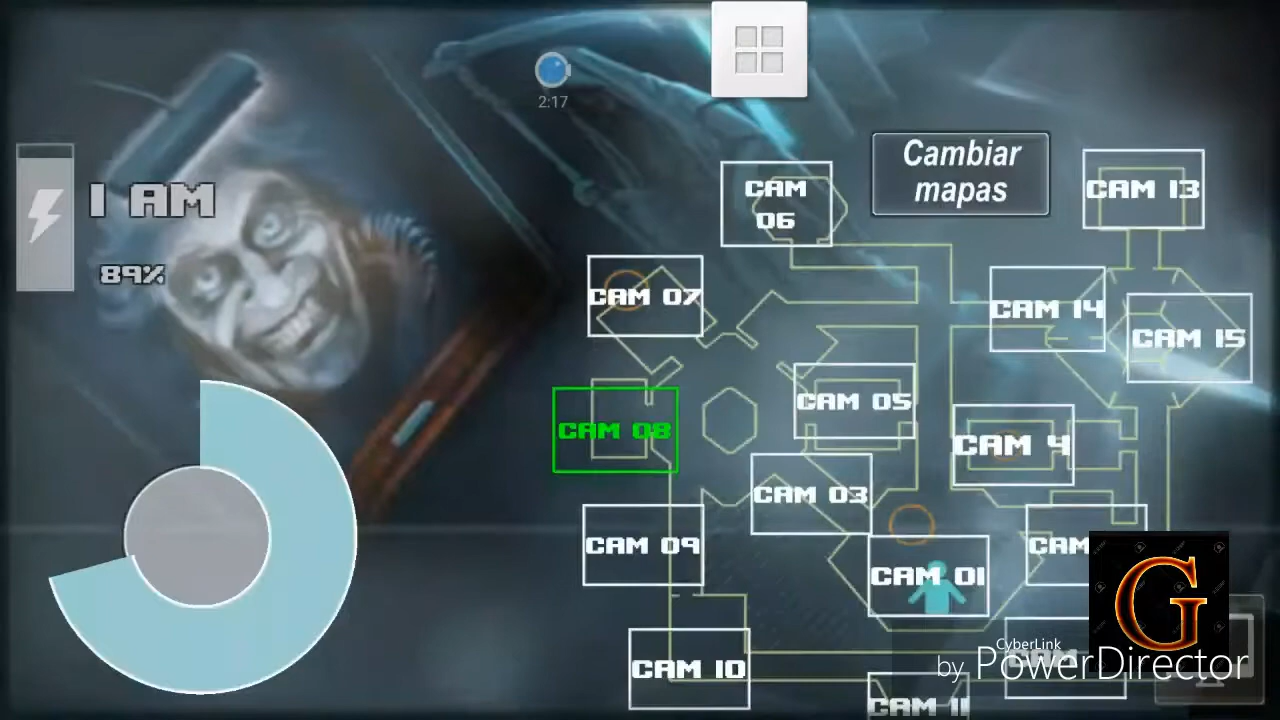 2:17
Cambiar
mapas
I AM
89%
CAM
06
CAM 13
CAM 07
CAM 14
CAM 15
CAM 08
CAM 05
CAM 4
CAM 03
CAM 09
CAM
CAM 01
G
CyberLink
by PowerDirector
CAM 10
CAM 11